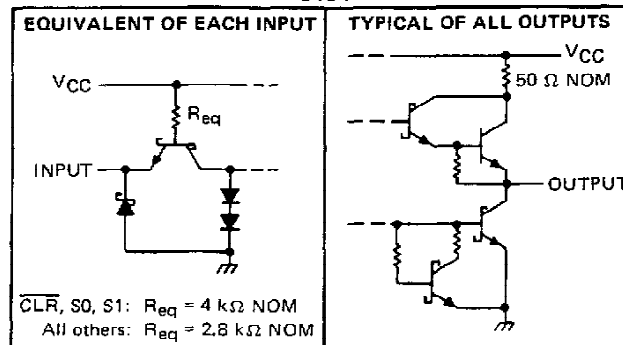 EQUIVALENT OF EACH INPUT
VCC
Req
INPUT
CLR, S0, S1: Req = 4 kΩ NOM
All others: Req = 2.8 kΩ NOM
TYPICAL OF ALL OUTPUTS
VCC
50 Ω NOM
OUTPUT